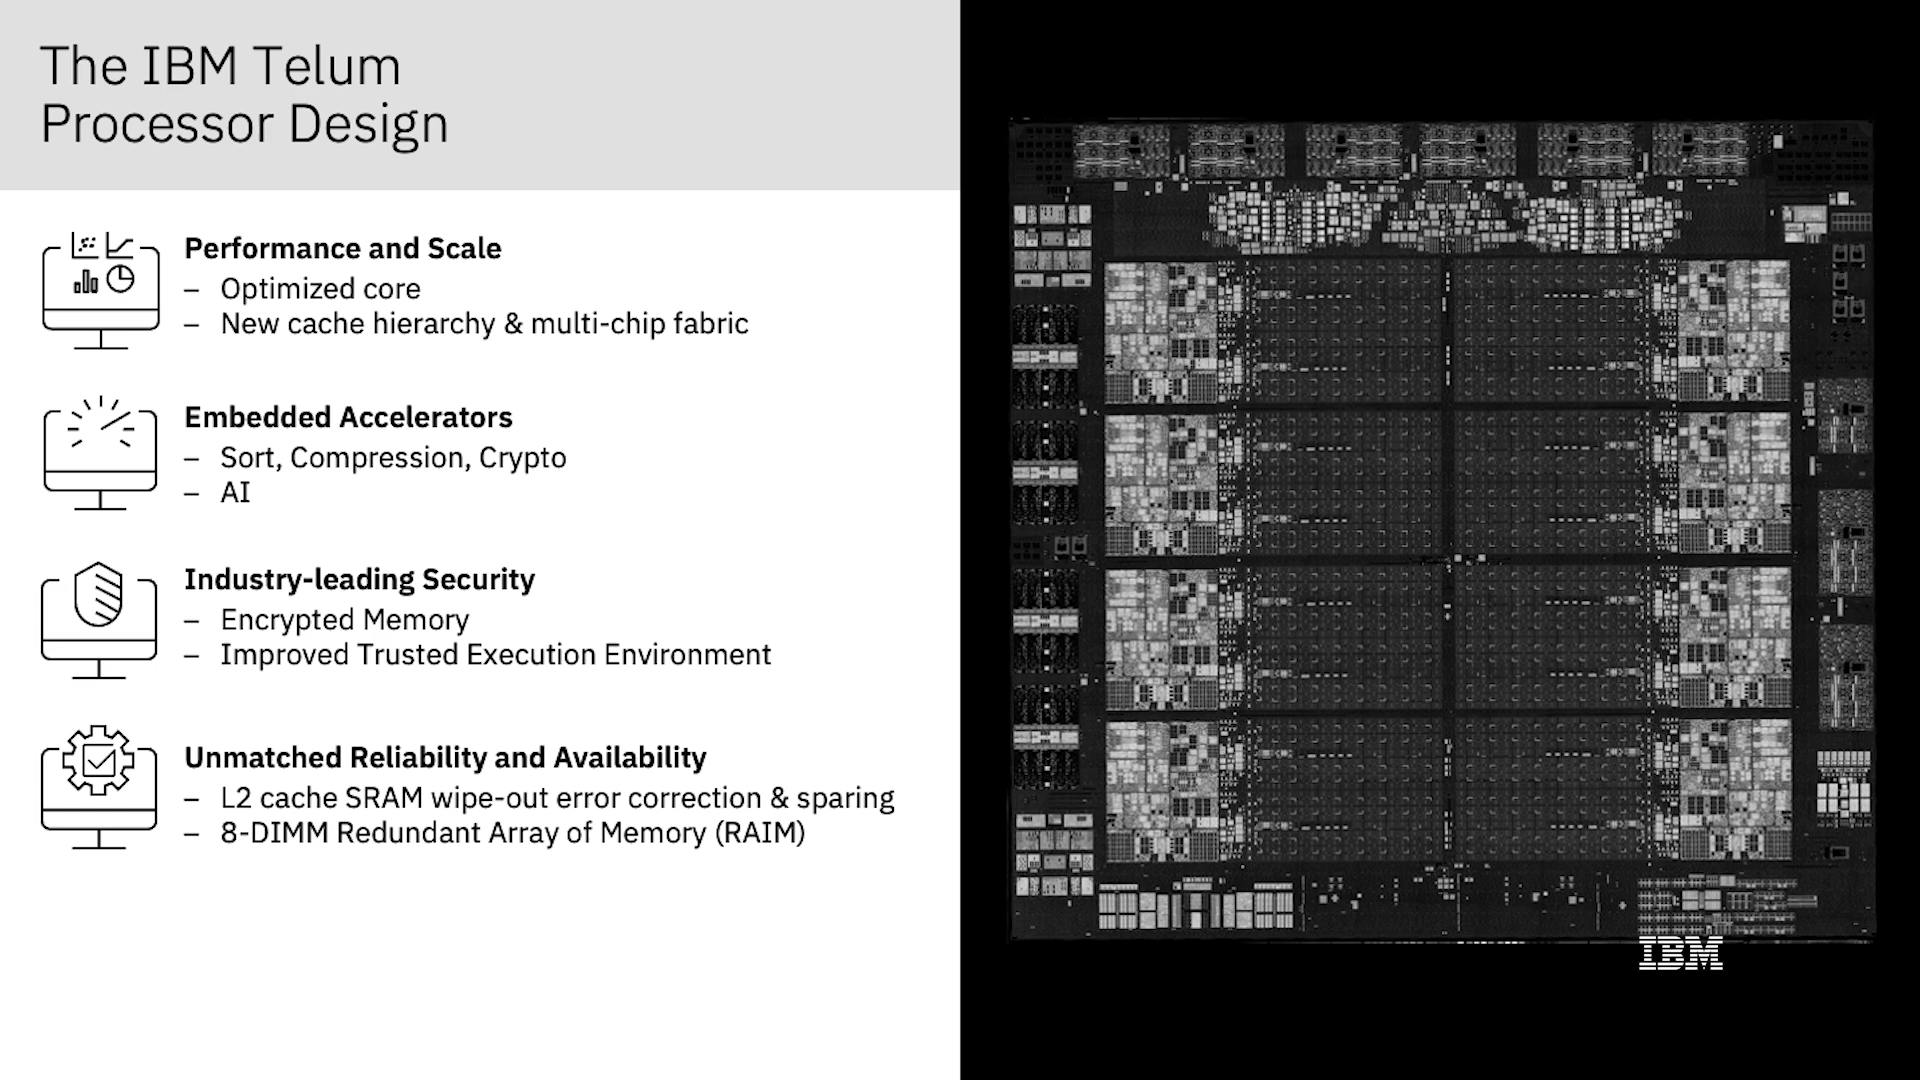 The IBM Telum
Processor Design
Performance and Scale
– Optimized core
– New cache hierarchy & multi-chip fabric
Embedded Accelerators
– Sort, Compression, Crypto
– AI
Industry-leading Security
– Encrypted Memory
– Improved Trusted Execution Environment
Unmatched Reliability and Availability
– L2 cache SRAM wipe-out error correction & sparing
– 8-DIMM Redundant Array of Memory (RAIM)
IBM